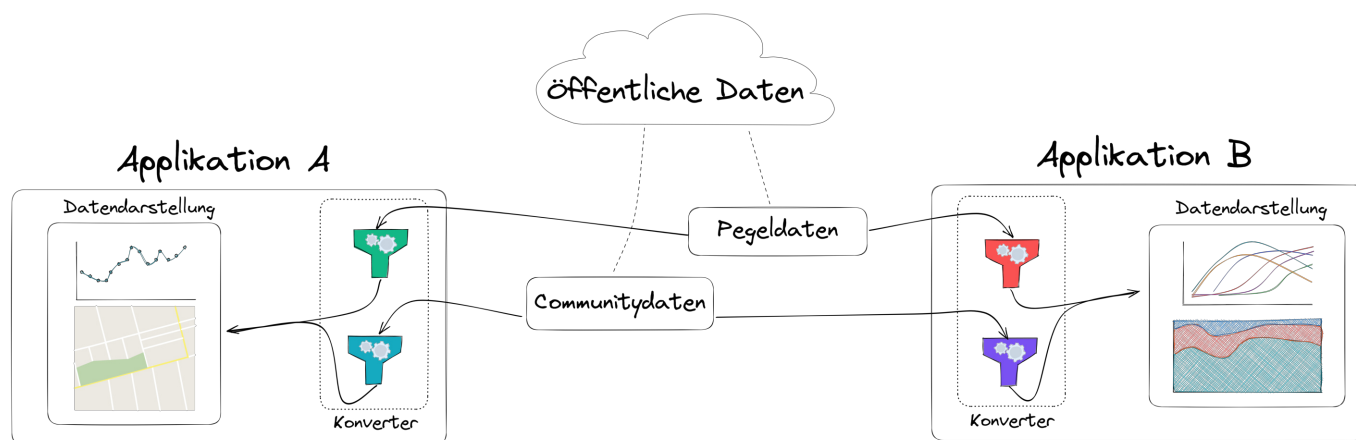 öffentliche Daten
Applikation A
Applikation B
Datendarstellung
Pegeldaten
Datendarstellung
Communitydaten
Konverter
Konverter